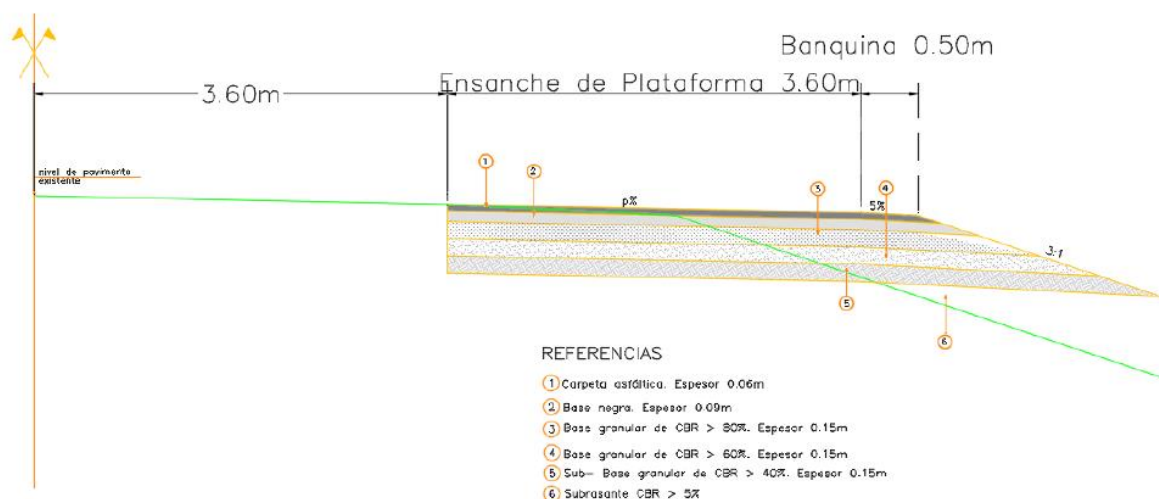 Banquina 0.50m
Ensanche de Plataforma 3.60m
3.60m
nivel de pavimento
existente
1
2
3
4
p%
5%
3:1
5
6
REFERENCIAS
1 Carpeta asfáltica. Espesor 0.06m
2 Base negra. Espesor 0.09m
3 Base granular de CBR > 80%. Espesor 0.15m
4 Base granular de CBR > 60%. Espesor 0.15m
5 Sub- Base granular de CBR > 40%. Espesor 0.15m
6 Subrasante CBR > 5%